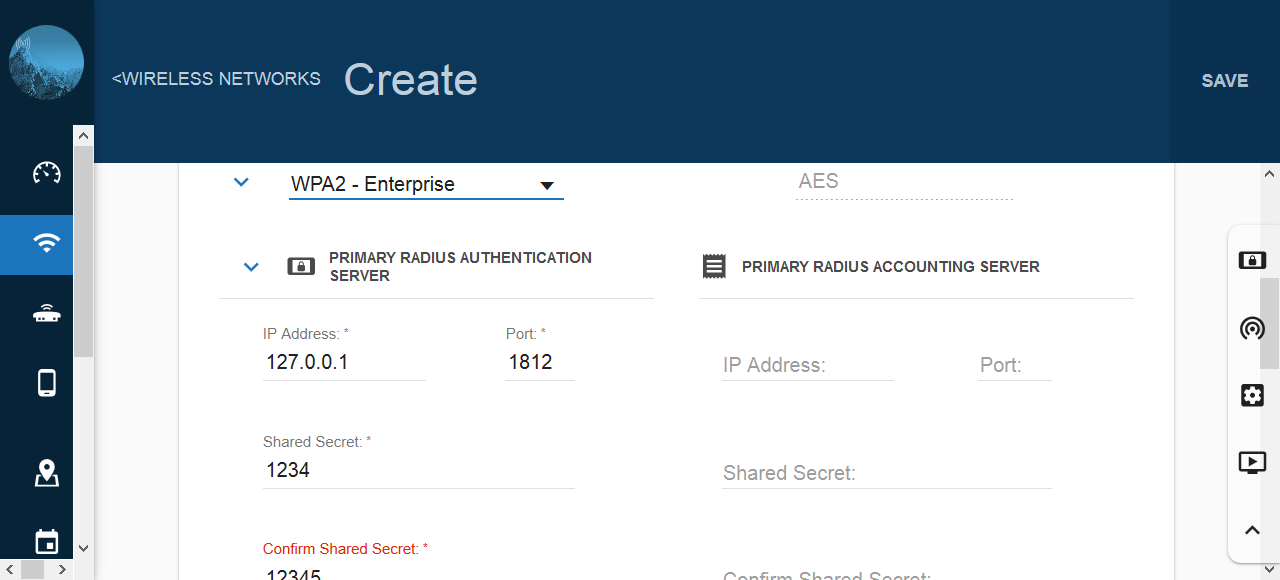 <WIRELESS NETWORKS Create
SAVE
WPA2 - Enterprise
AES
PRIMARY RADIUS AUTHENTICATION
SERVER
PRIMARY RADIUS ACCOUNTING SERVER
IP Address: *
Port: *
127.0.0.1
1812
IP Address:
Port:
Shared Secret: *
1234
Shared Secret:
Confirm Shared Secret: *
12345
Confirm Shared Secret: